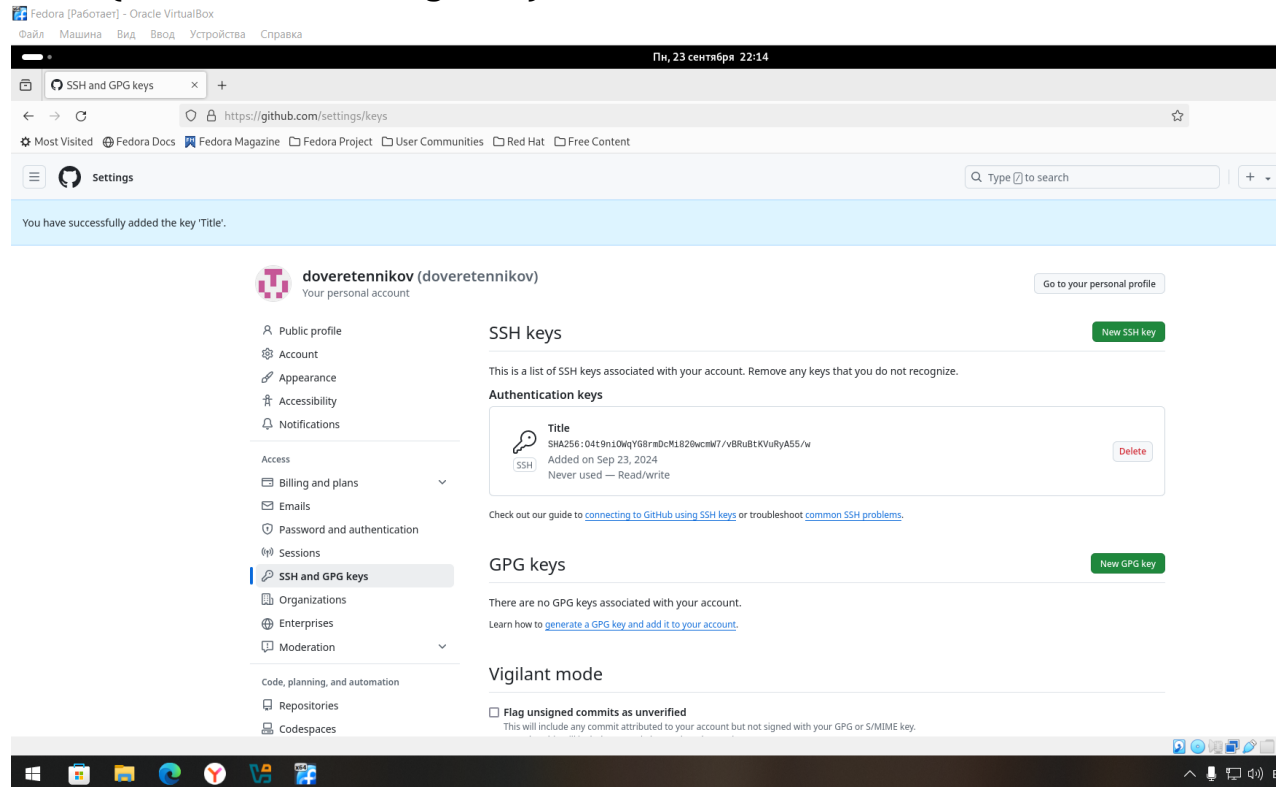 Fedora [Работает] - Oracle VirtualBox
Файл Машина Вид Ввод Устройства Справка
Пн, 23 сентября 22:14
SSH and GPG keys
https://github.com/settings/keys
Most Visited Fedora Docs Fedora Magazine Fedora Project User Communities Red Hat Free Content
Settings
Type / to search
You have successfully added the key 'Title'.
doveretennikov (doveretennikov)
Your personal account
Go to your personal profile
Public profile
Account
Appearance
Accessibility
Notifications
Access
Billing and plans
Emails
Password and authentication
Sessions
SSH and GPG keys
Organizations
Enterprises
Moderation
Code, planning, and automation
Repositories
Codespaces
SSH keys
New SSH key
This is a list of SSH keys associated with your account. Remove any keys that you do not recognize.
Authentication keys
Title
SHA256:O4t9niOWqYG8rmDcMi820wcmW7/vBRuBtKVuRyA55/w
Added on Sep 23, 2024
Never used — Read/write
SSH
Delete
Check out our guide to connecting to GitHub using SSH keys or troubleshoot common SSH problems.
GPG keys
New GPG key
There are no GPG keys associated with your account.
Learn how to generate a GPG key and add it to your account.
Vigilant mode
Flag unsigned commits as unverified
This will include any commit attributed to your account but not signed with your GPG or S/MIME key.